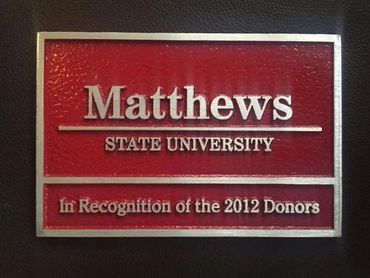 Matthews
STATE UNIVERSITY
In Recognition of the 2012 Donors